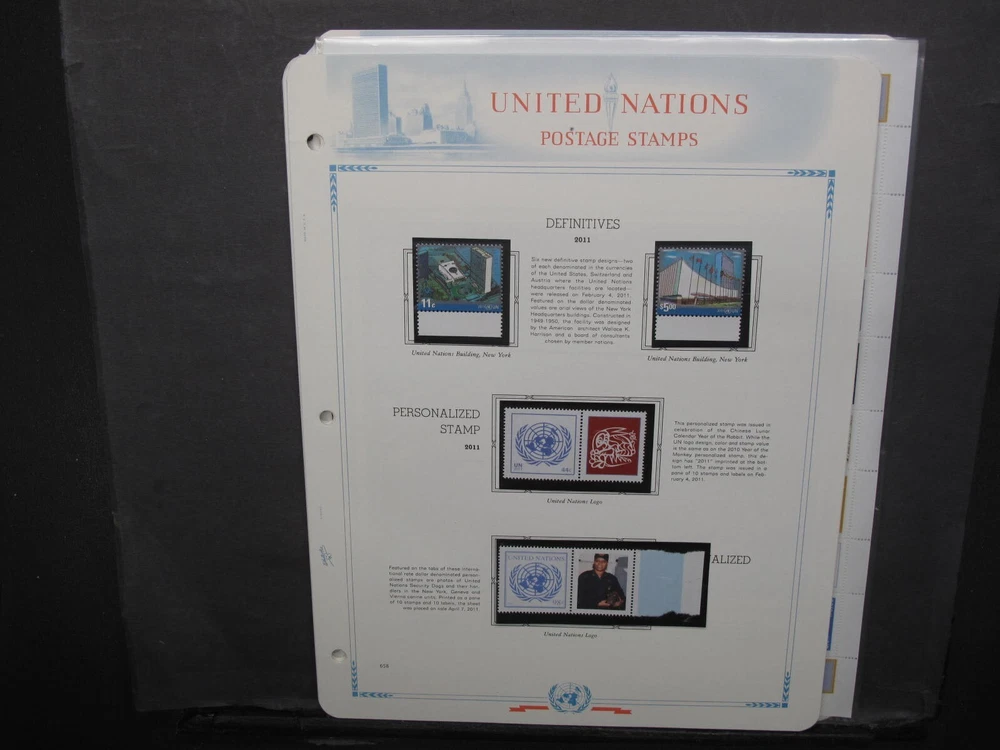 UNITED NATIONS
POSTAGE STAMPS
DEFINITIVES
2011
Six new definitive stamp designs—two
of each denominated in the currencies
of the United States, Switzerland and
Austria where the United Nations
headquarters facilities are located—
were released on February 4, 2011.
Featured on the dollar denominated
values are oral views of the New York
Headquarters buildings. Constructed in
1949-1950, the facility was designed
by the American architect Wallace K.
Harrison and a board of consultants
chosen by member nations.
11¢
$5.00
United Nations Building, New York
United Nations Building, New York
PERSONALIZED
STAMP
2011
UN
44c
This personalized stamp was issued in
celebration of the Chinese Lunar
Calendar Year of the Rabbit. While the
UN logo design, color and stamp value
is the same as on the 2010 Year of the
Monkey personalized stamp, this de-
sign has "2011" imprinted at the bot-
tom left. The stamp was issued in a
pane of 10 stamps and labels on Feb-
ruary 4, 2011.
United Nations Logo
ALIZED
UNITED NATIONS
98c
Featured on the tabs of these interna-
tional rate dollar denominated person-
alized stamps are photos of United
Nations Security Dogs and their han-
dlers in the New York, Geneva and
Vienna canine units. Printed as a pane
of 10 stamps and 10 labels, the sheet
was placed on sale April 7, 2011.
United Nations Logo